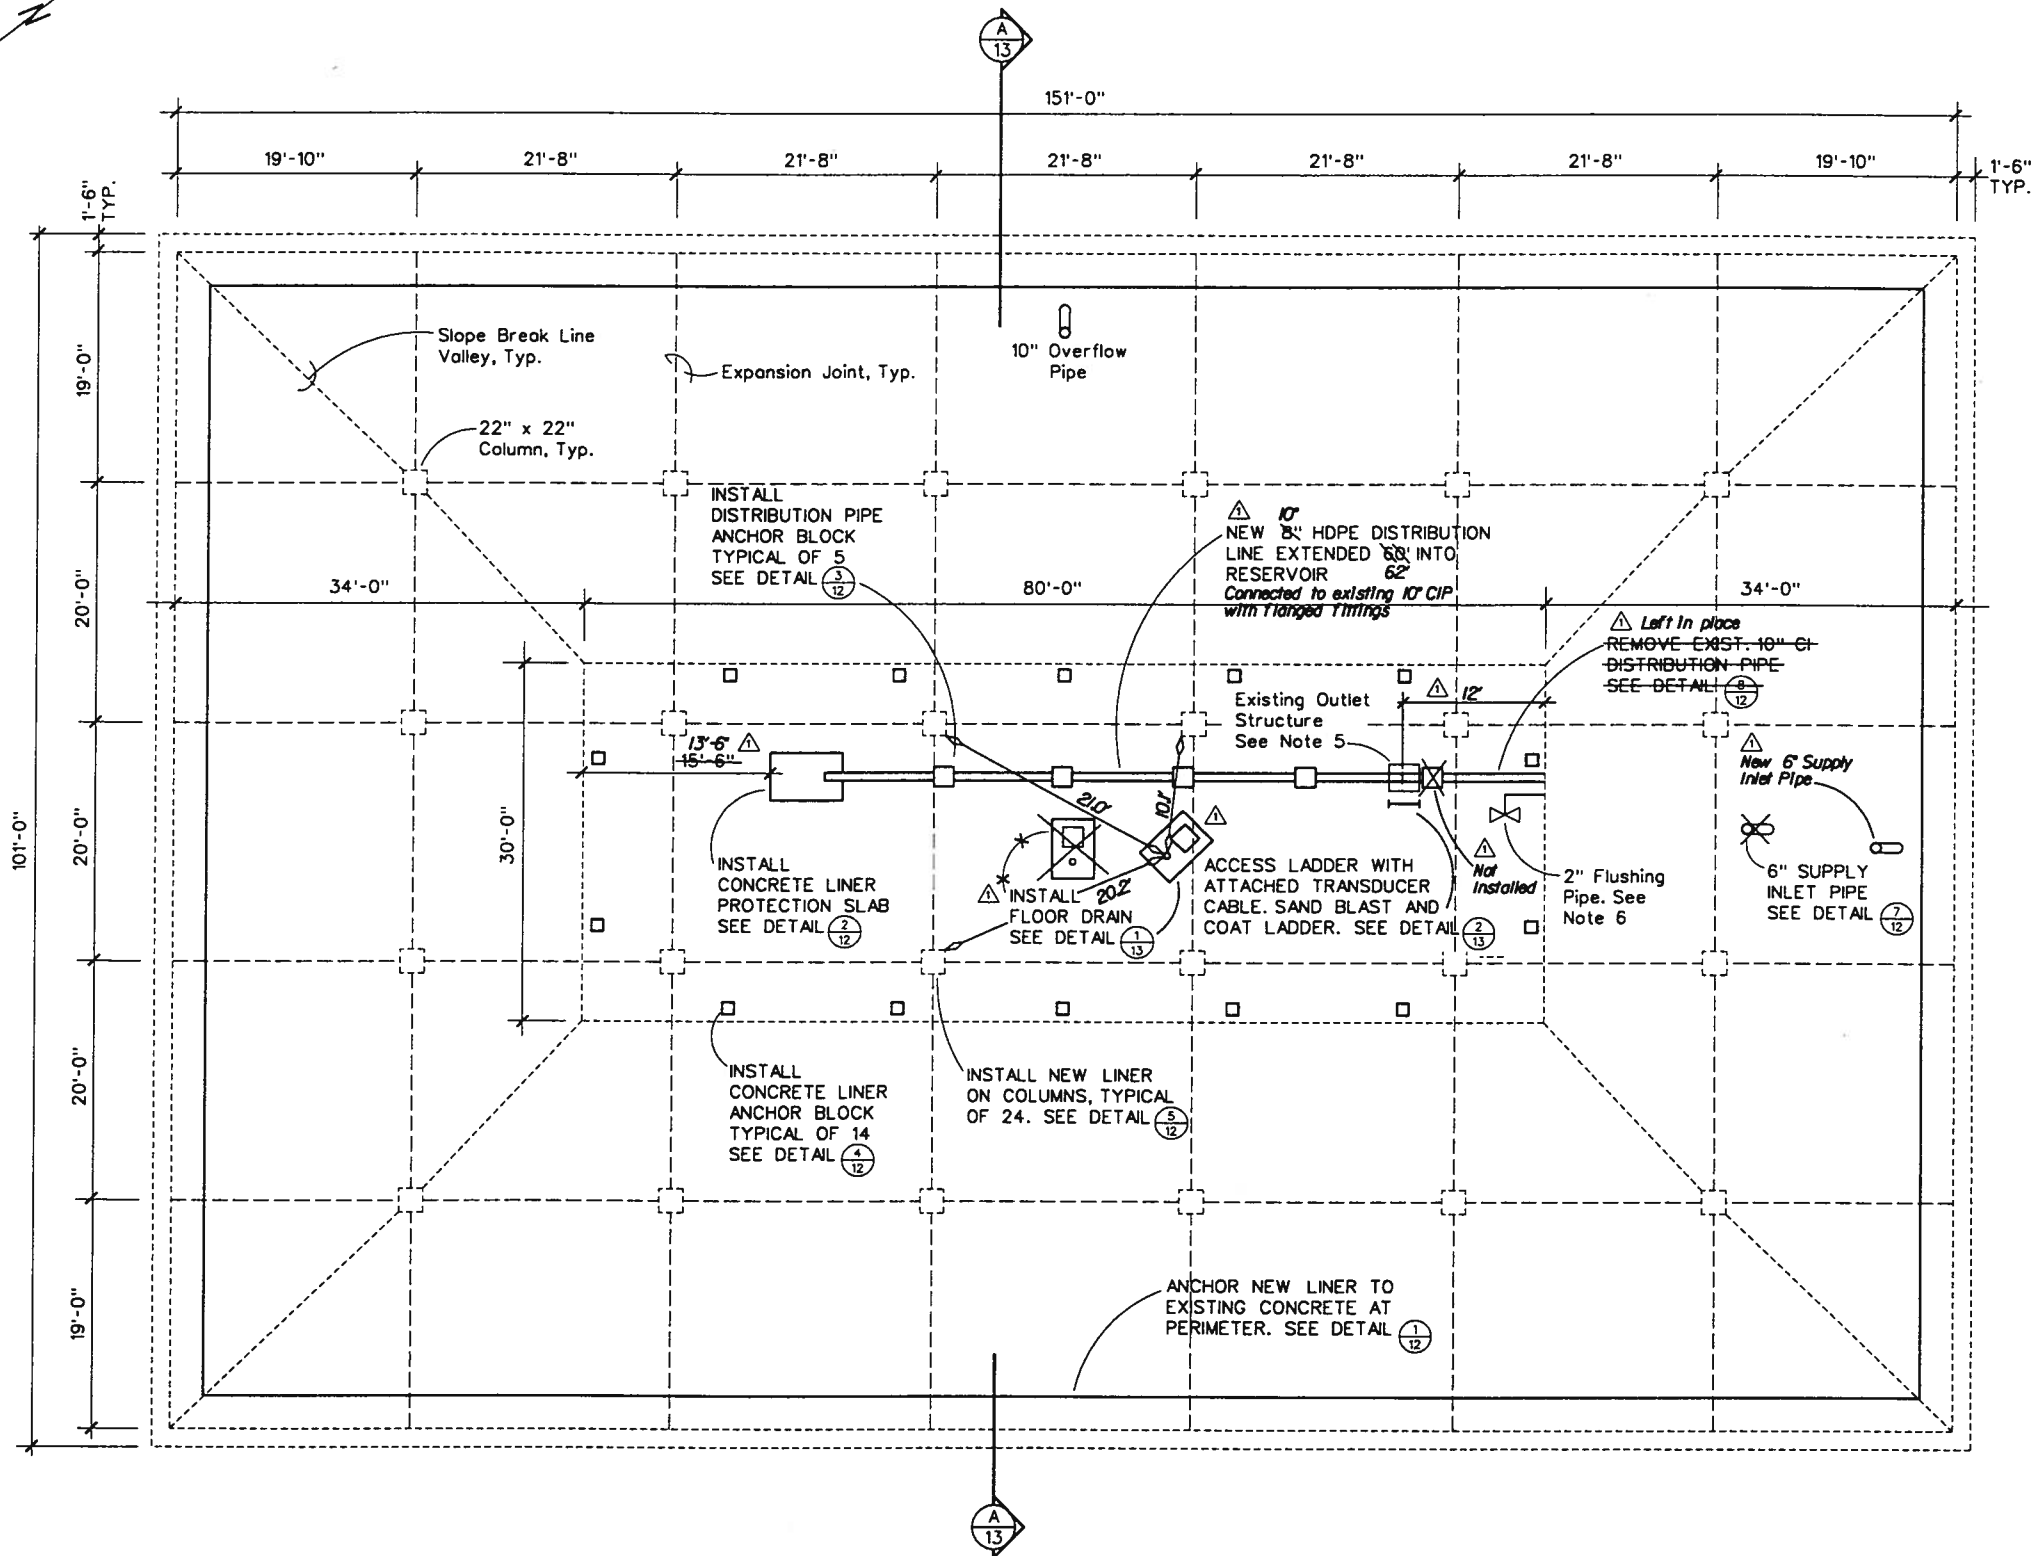 N
A
13
151'-0"
19'-10"
21'-8"
21'-8"
21'-8"
21'-8"
21'-8"
19'-10"
1'-6"
TYP.
1'-6"
TYP.
Slope Break Line
Valley, Typ.
Expansion Joint, Typ.
10" Overflow
Pipe
22" x 22"
Column, Typ.
19'-0"
20'-0"
20'-0"
20'-0"
19'-0"
101'-0"
INSTALL
DISTRIBUTION PIPE
ANCHOR BLOCK
TYPICAL OF 5
SEE DETAIL 3
12
1 10"
NEW 8" HDPE DISTRIBUTION
LINE EXTENDED 60' INTO
RESERVOIR 62'
Connected to existing 10" CIP
with flanged fittings
34'-0"
80'-0"
34'-0"
1 Left in place
REMOVE EXIST. 10" CI
DISTRIBUTION PIPE
SEE DETAIL 8
12
Existing Outlet
Structure
See Note 5
1 12'
13'-6" 1
15'-6"
30'-0"
1
New 6" Supply
Inlet Pipe
21.0'
10.1'
20.2'
1
INSTALL
CONCRETE LINER
PROTECTION SLAB
SEE DETAIL 2
12
1 INSTALL
FLOOR DRAIN
SEE DETAIL 1
13
ACCESS LADDER WITH
ATTACHED TRANSDUCER
CABLE. SAND BLAST AND
COAT LADDER. SEE DETAIL 2
13
1
Not
Installed
2" Flushing
Pipe. See
Note 6
6" SUPPLY
INLET PIPE
SEE DETAIL 7
12
INSTALL
CONCRETE LINER
ANCHOR BLOCK
TYPICAL OF 14
SEE DETAIL 4
12
INSTALL NEW LINER
ON COLUMNS, TYPICAL
OF 24. SEE DETAIL 5
12
ANCHOR NEW LINER TO
EXISTING CONCRETE AT
PERIMETER. SEE DETAIL 1
12
A
13